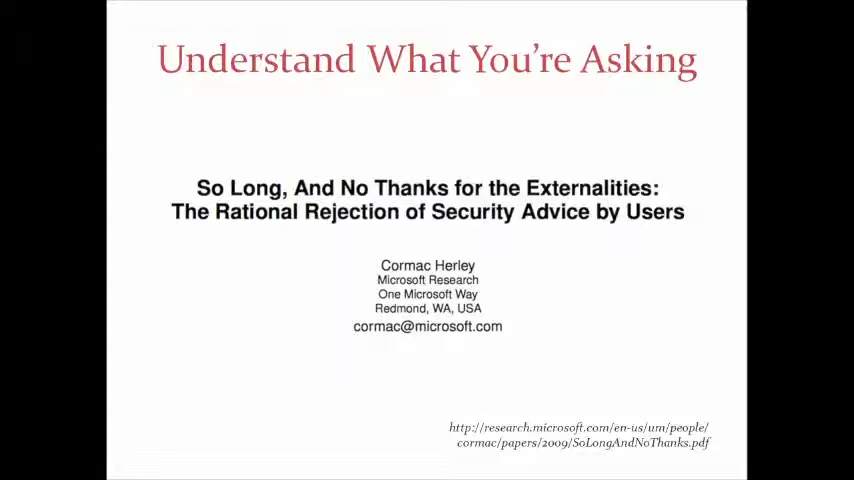 Understand What You're Asking
So Long, And No Thanks for the Externalities:
The Rational Rejection of Security Advice by Users
Cormac Herley
Microsoft Research
One Microsoft Way
Redmond, WA, USA
cormac@microsoft.com
http://research.microsoft.com/en-us/um/people/
cormac/papers/2009/SoLongAndNoThanks.pdf